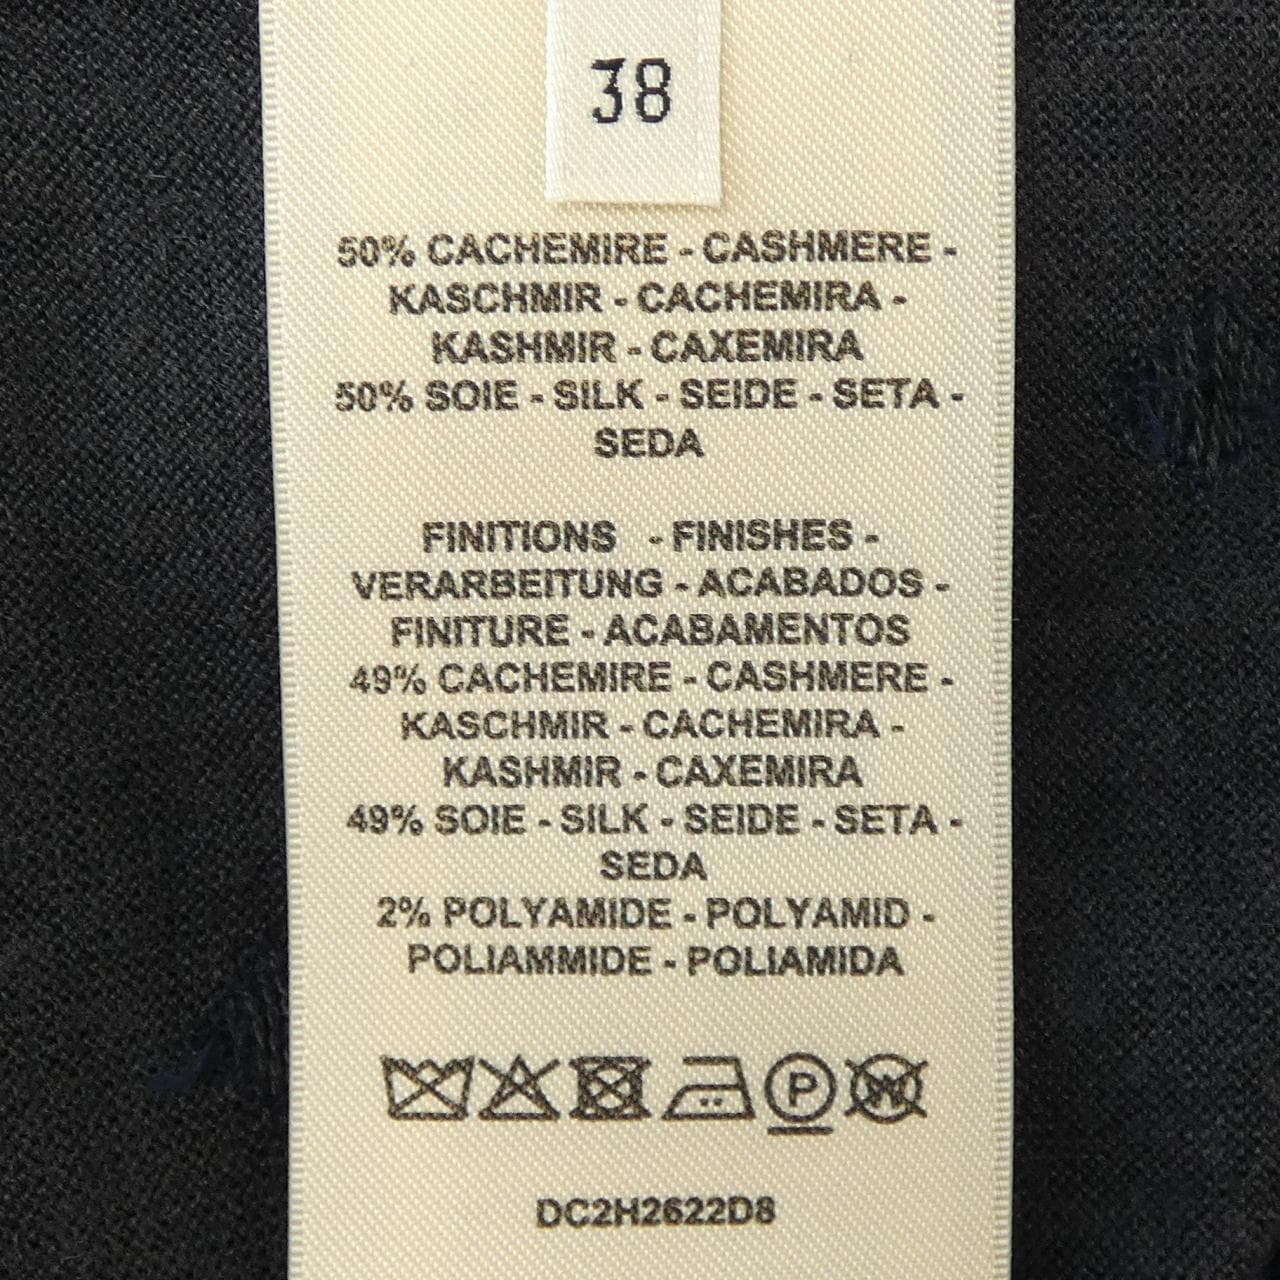 38
50% CACHEMIRE - CASHMERE -
KASCHMIR - CACHEMIRA -
KASHMIR - CAXEMIRA
50% SOIE - SILK - SEIDE - SETA -
SEDA
FINITIONS - FINISHES -
VERARBEITUNG - ACABADOS -
FINITURE - ACABAMENTOS
49% CACHEMIRE - CASHMERE -
KASCHMIR - CACHEMIRA -
KASHMIR - CAXEMIRA
49% SOIE - SILK - SEIDE - SETA -
SEDA
2% POLYAMIDE - POLYAMID -
POLIAMMIDE - POLIAMIDA
P W
DC2H2622D8